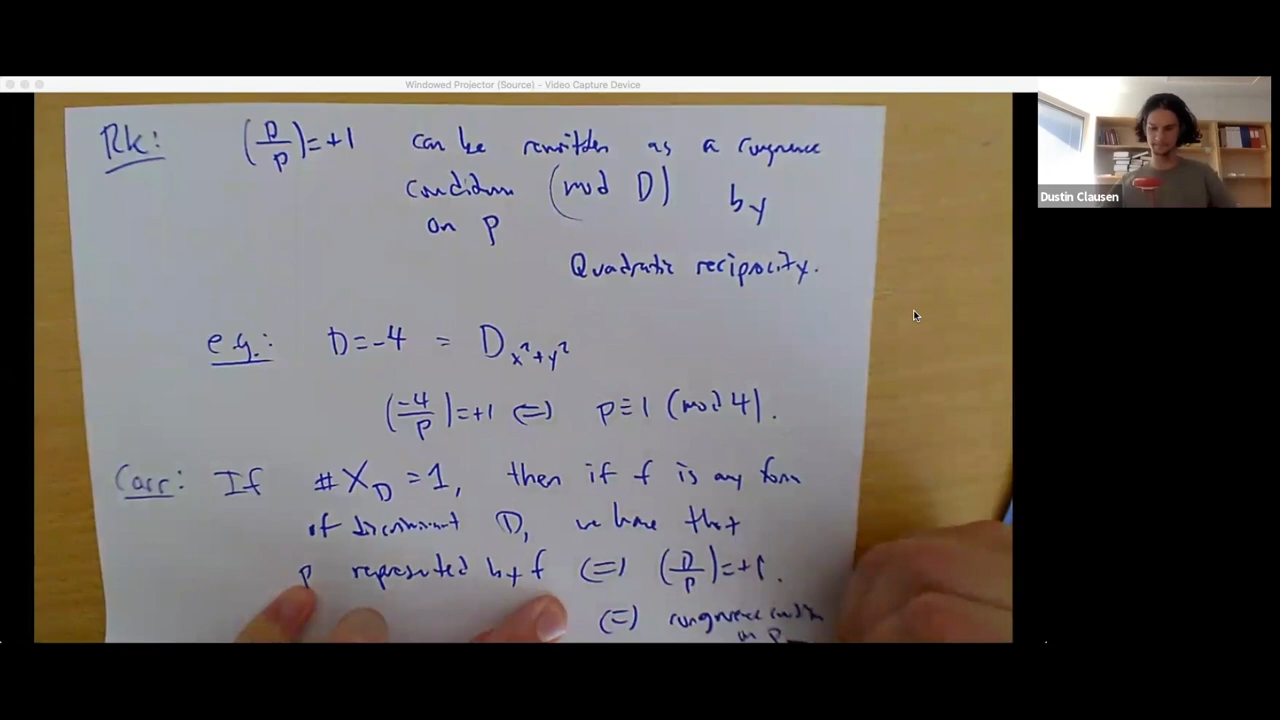 Windowed Projector (Source) - Video Capture Device
Rk: (D/p)=+1 can be rewritten as a congruence
condition (mod D) by
on p
Quadratic reciprocity.
Dustin Clausen
e.g.: D=-4 = D_{x²+y²}
(-4/p)=+1 (=) p≡1 (mod 4).
Corr: If #X_D=1, then if f is any form
of discriminant D, we have that
p represented by f (=) (D/p)=+1.
(=) congruence
on p